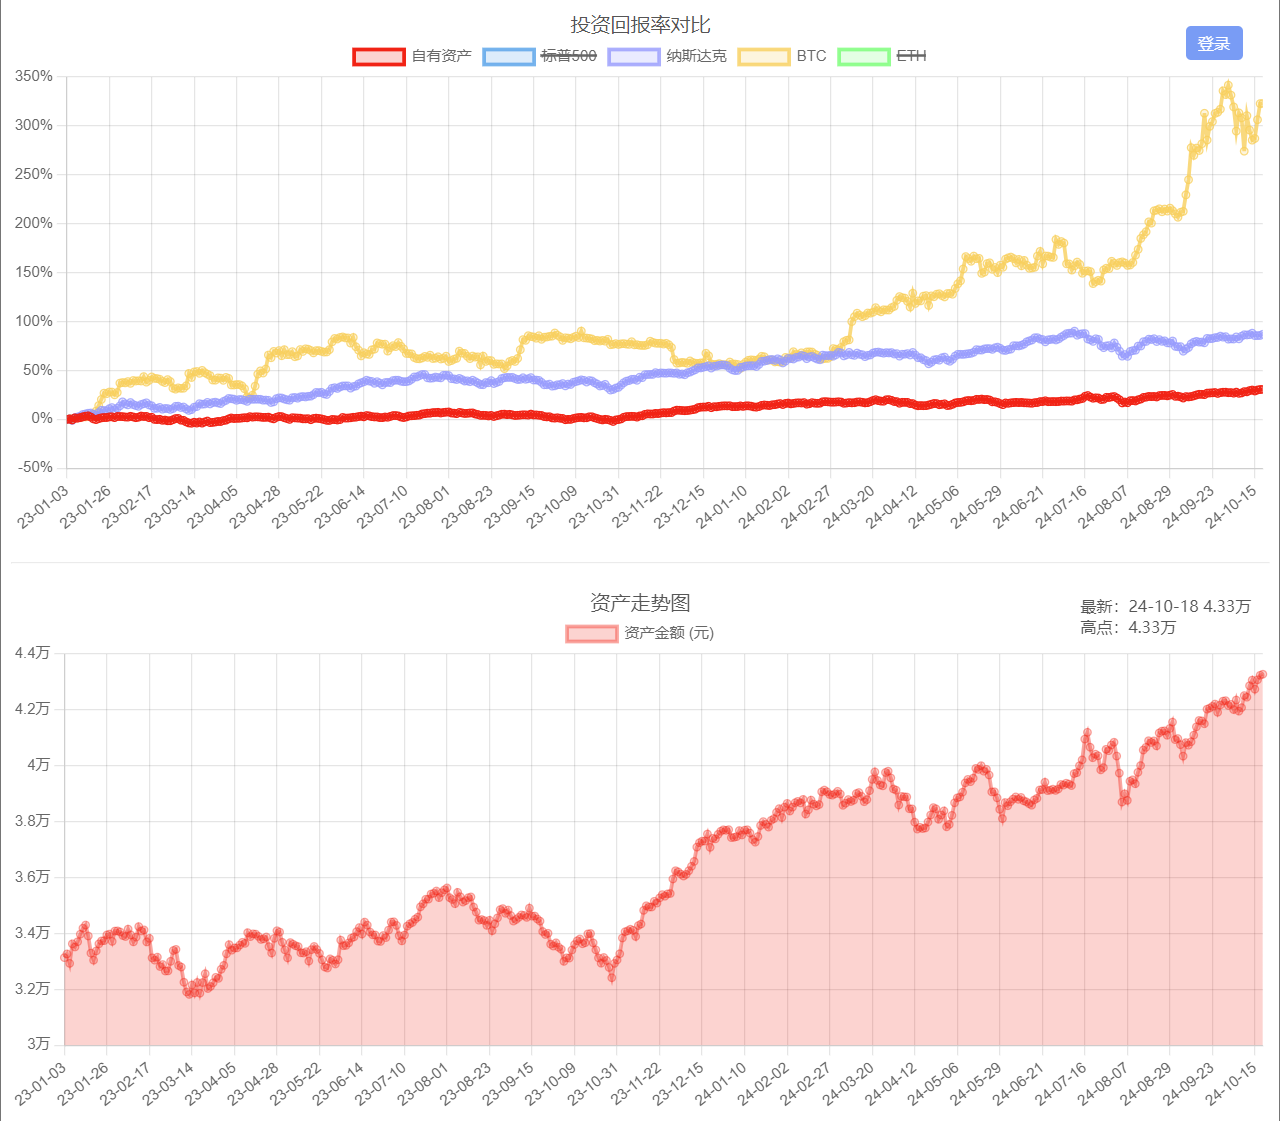 投资回报率对比
登录
自有资产 标普500 纳斯达克 BTC ETH
350%
300%
250%
200%
150%
100%
50%
0%
-50%
23-01-03 23-01-26 23-02-17 23-03-14 23-04-05 23-04-28 23-05-22 23-06-14 23-07-10 23-08-01 23-08-23 23-09-15 23-10-09 23-10-31 23-11-22 23-12-15 24-01-10 24-02-02 24-02-27 24-03-20 24-04-12 24-05-06 24-05-29 24-06-21 24-07-16 24-08-07 24-08-29 24-09-23 24-10-15
资产走势图
最新：24-10-18 4.33万
高点：4.33万
资产金额 (元)
4.4万
4.2万
4万
3.8万
3.6万
3.4万
3.2万
3万
23-01-03 23-01-26 23-02-17 23-03-14 23-04-05 23-04-28 23-05-22 23-06-14 23-07-10 23-08-01 23-08-23 23-09-15 23-10-09 23-10-31 23-11-22 23-12-15 24-01-10 24-02-02 24-02-27 24-03-20 24-04-12 24-05-06 24-05-29 24-06-21 24-07-16 24-08-07 24-08-29 24-09-23 24-10-15